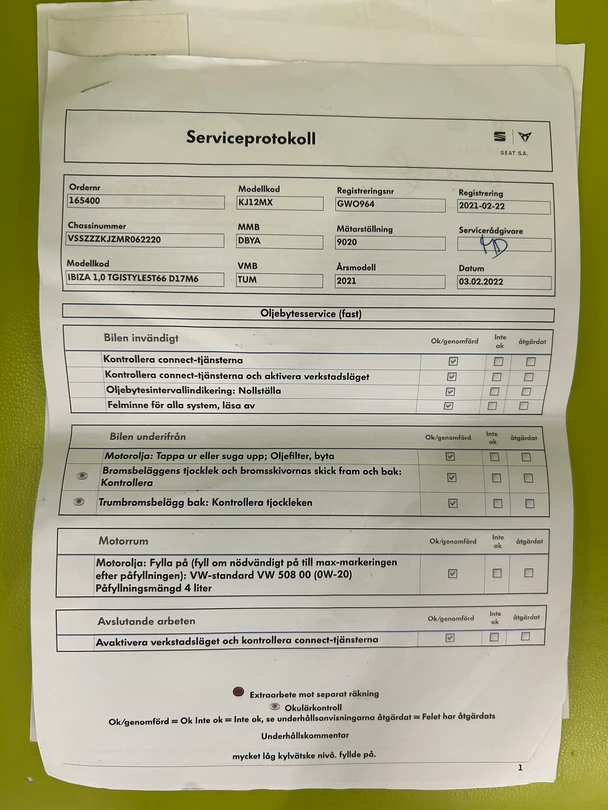 Serviceprotokoll
SEAT S.A.
Ordernr
165400
Modellkod
KJ12MX
Registreringsnr
GWO964
Registrering
2021-02-22
Chassinummer
VSSZZZKJZMR062220
MMB
DBYA
Mätarställning
9020
Servicerådgivare
MD
Modellkod
IBIZA 1,0 TGISTYLE5T66 D17M6
VMB
TUM
Årsmodell
2021
Datum
03.02.2022
Oljebytesservice (fast)
Bilen invändigt Ok/genomförd Inte ok åtgärdat
Kontrollera connect-tjänsterna
Kontrollera connect-tjänsterna och aktivera verkstadsläget
Oljebytesintervallindikering: Nollställa
Felminne för alla system, läsa av
Bilen underifrån Ok/genomförd Inte ok åtgärdat
Motorolja: Tappa ur eller suga upp; Oljefilter, byta
Bromsbeläggens tjocklek och bromsskivornas skick fram och bak:
Kontrollera
Trumbromsbelägg bak: Kontrollera tjockleken
Motorrum Ok/genomförd Inte ok åtgärdat
Motorolja: Fylla på (fyll om nödvändigt på till max-markeringen
efter påfyllningen): VW-standard VW 508 00 (0W-20)
Påfyllningsmängd 4 liter
Avslutande arbeten Ok/genomförd Inte ok åtgärdat
Avaktivera verkstadsläget och kontrollera connect-tjänsterna
Extraarbete mot separat räkning
Okulärkontroll
Ok/genomförd = Ok Inte ok = Inte ok, se underhållsanvisningarna åtgärdat = Felet har åtgärdats
Underhållskommentar
mycket låg kylvätske nivå. fyllde på.
1